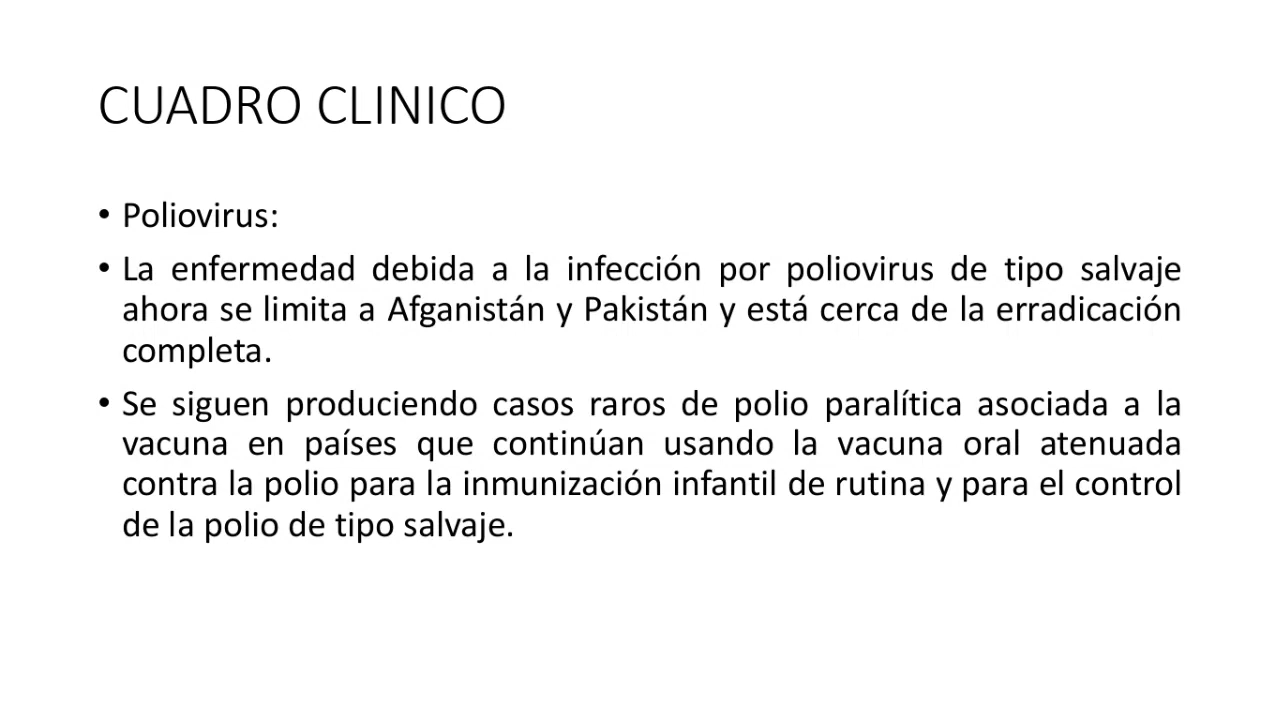 CUADRO CLINICO
• Poliovirus:
• La enfermedad debida a la infección por poliovirus de tipo salvaje
ahora se limita a Afganistán y Pakistán y está cerca de la erradicación
completa.
• Se siguen produciendo casos raros de polio paralítica asociada a la
vacuna en países que continúan usando la vacuna oral atenuada
contra la polio para la inmunización infantil de rutina y para el control
de la polio de tipo salvaje.